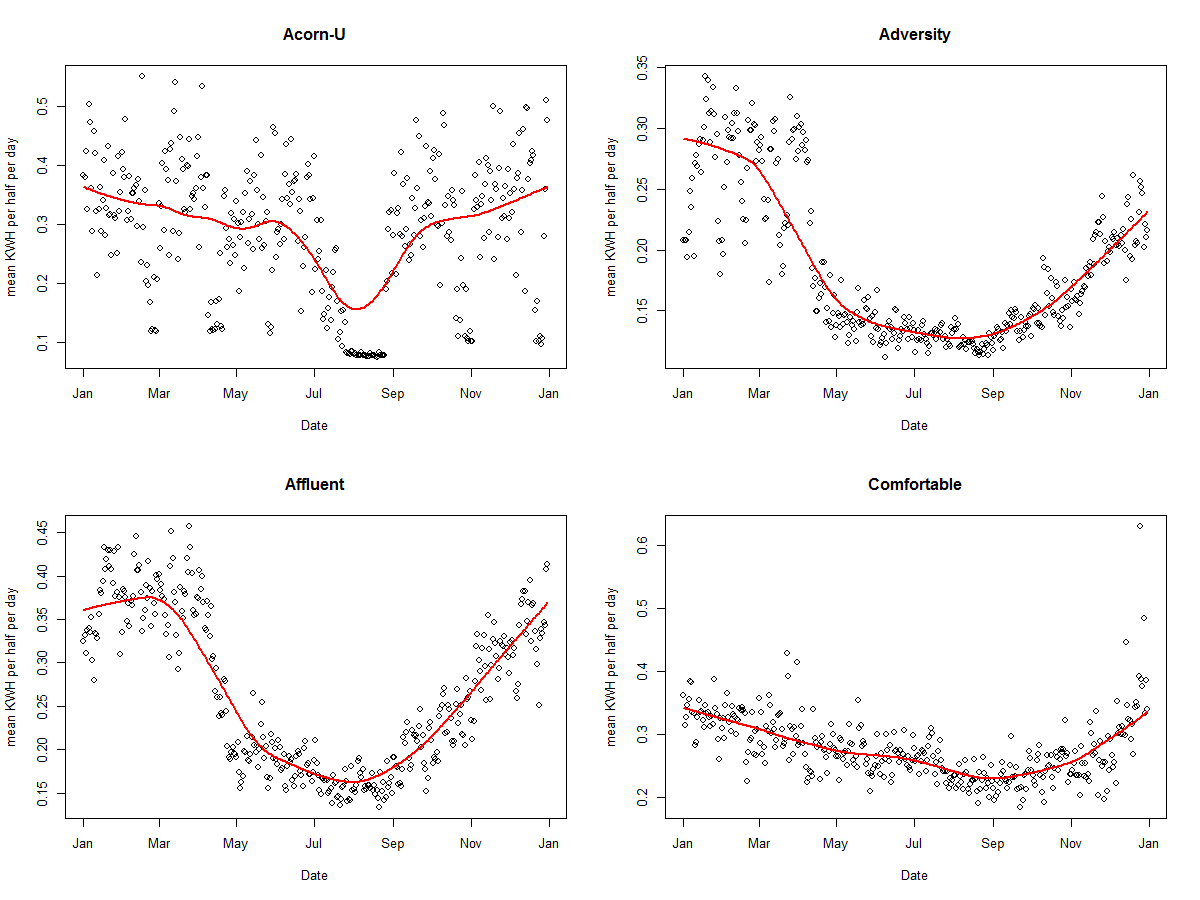 Acorn-U
mean KWH per half per day
0.5
0.4
0.3
0.2
0.1
Jan Mar May Jul Sep Nov Jan
Date
Adversity
mean KWH per half per day
0.35
0.30
0.25
0.20
0.15
Jan Mar May Jul Sep Nov Jan
Date
Affluent
mean KWH per half per day
0.45
0.40
0.35
0.30
0.25
0.20
0.15
Jan Mar May Jul Sep Nov Jan
Date
Comfortable
mean KWH per half per day
0.6
0.5
0.4
0.3
0.2
Jan Mar May Jul Sep Nov Jan
Date